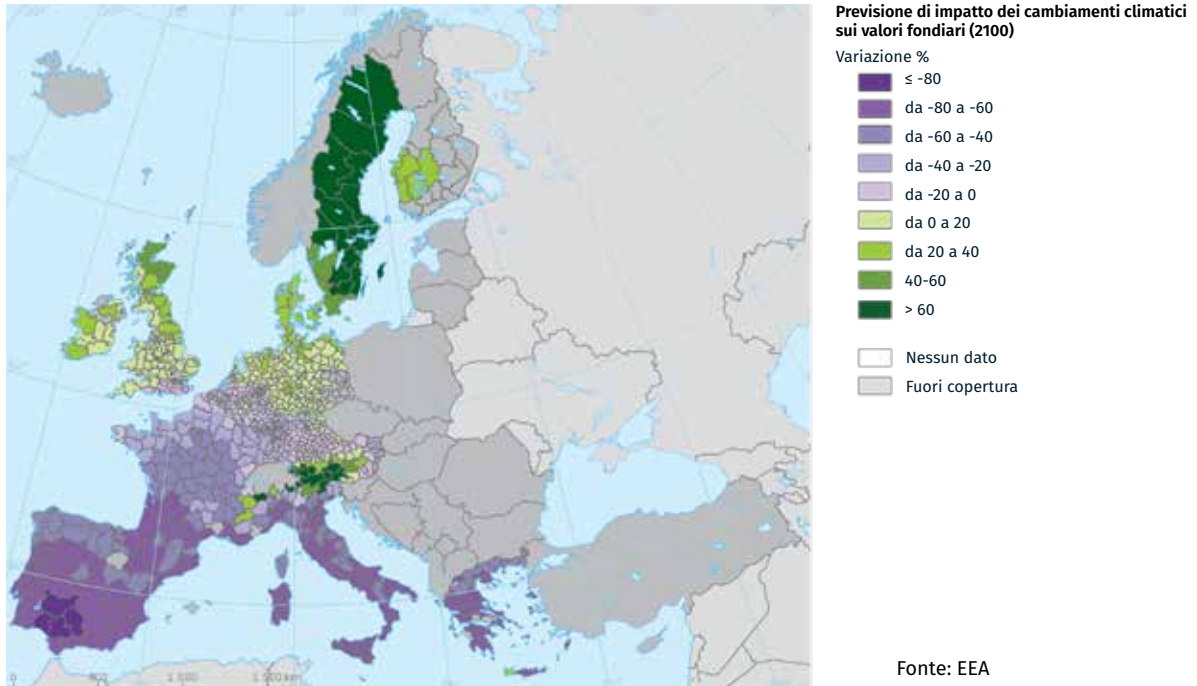 Previsione di impatto dei cambiamenti climatici
sui valori fondiari (2100)
Variazione %
≤ -80
da -80 a -60
da -60 a -40
da -40 a -20
da -20 a 0
da 0 a 20
da 20 a 40
40-60
> 60
Nessun dato
Fuori copertura
Fonte: EEA